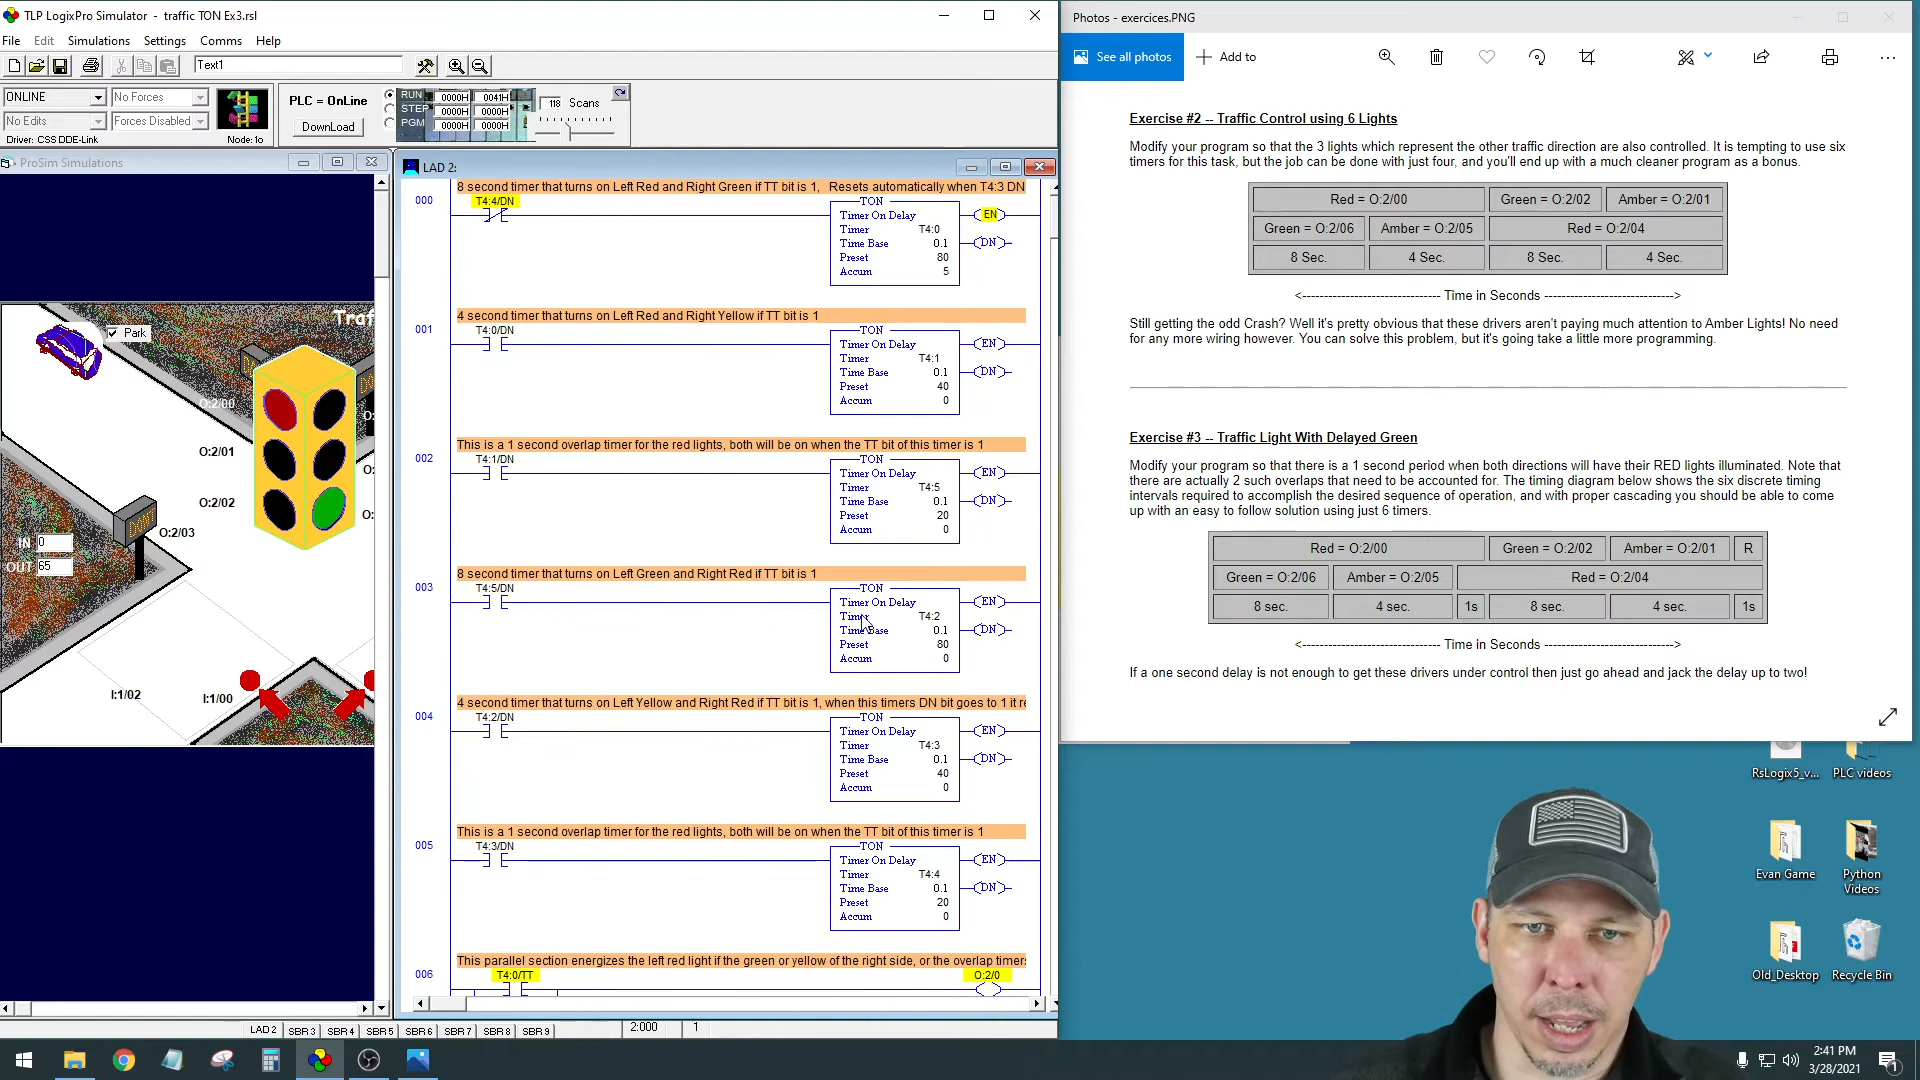 TLP LogixPro Simulator - traffic TON Ex3.rsl
File Edit Simulations Settings Comms Help
Text1
ONLINE
No Forces
No Edits
Forces Disabled
Driver: CSS DDE-Link
Node:1o
PLC = OnLine
DownLoad
RUN
STEP
PGM
0000H 0041H
0000H 0000H
0000H 0000H
118 Scans
ProSim Simulations
Park
Traf
O:2/00
O:2/01
O:2/02
O:2/03
IN 0
OUT 65
I:1/02
I:1/00
LAD 2:
000
8 second timer that turns on Left Red and Right Green if TT bit is 1, Resets automatically when T4:3 DN
T4:4/DN
TON
Timer On Delay
Timer T4:0
Time Base 0.1
Preset 80
Accum 5
EN
DN
001
4 second timer that turns on Left Red and Right Yellow if TT bit is 1
T4:0/DN
TON
Timer On Delay
Timer T4:1
Time Base 0.1
Preset 40
Accum 0
EN
DN
002
This is a 1 second overlap timer for the red lights, both will be on when the TT bit of this timer is 1
T4:1/DN
TON
Timer On Delay
Timer T4:5
Time Base 0.1
Preset 20
Accum 0
EN
DN
003
8 second timer that turns on Left Green and Right Red if TT bit is 1
T4:5/DN
TON
Timer On Delay
Timer T4:2
Time Base 0.1
Preset 80
Accum 0
EN
DN
004
4 second timer that turns on Left Yellow and Right Red if TT bit is 1, when this timers DN bit goes to 1 it re
T4:2/DN
TON
Timer On Delay
Timer T4:3
Time Base 0.1
Preset 40
Accum 0
EN
DN
005
This is a 1 second overlap timer for the red lights, both will be on when the TT bit of this timer is 1
T4:3/DN
TON
Timer On Delay
Timer T4:4
Time Base 0.1
Preset 20
Accum 0
EN
DN
006
This parallel section energizes the left red light if the green or yellow of the right side, or the overlap timers
T4:0/TT
O:2/0
LAD 2 SBR 3 SBR 4 SBR 5 SBR 6 SBR 7 SBR 8 SBR 9
2:000 1
Photos - exercices.PNG
See all photos
Add to
Exercise #2 -- Traffic Control using 6 Lights
Modify your program so that the 3 lights which represent the other traffic direction are also controlled. It is tempting to use six
timers for this task, but the job can be done with just four, and you'll end up with a much cleaner program as a bonus.
Red = O:2/00 Green = O:2/02 Amber = O:2/01
Green = O:2/06 Amber = O:2/05 Red = O:2/04
8 Sec. 4 Sec. 8 Sec. 4 Sec.
<------------------------------- Time in Seconds ----------------------------->
Still getting the odd Crash? Well it's pretty obvious that these drivers aren't paying much attention to Amber Lights! No need
for any more wiring however. You can solve this problem, but it's going take a little more programming.
Exercise #3 -- Traffic Light With Delayed Green
Modify your program so that there is a 1 second period when both directions will have their RED lights illuminated. Note that
there are actually 2 such overlaps that need to be accounted for. The timing diagram below shows the six discrete timing
intervals required to accomplish the desired sequence of operation, and with proper cascading you should be able to come
up with an easy to follow solution using just 6 timers.
Red = O:2/00 Green = O:2/02 Amber = O:2/01 R
Green = O:2/06 Amber = O:2/05 Red = O:2/04
8 sec. 4 sec. 1s 8 sec. 4 sec. 1s
<------------------------------- Time in Seconds ----------------------------->
If a one second delay is not enough to get these drivers under control then just go ahead and jack the delay up to two!
RsLogix5_v...
PLC videos
Evan Game
Python Videos
Old_Desktop
Recycle Bin
2:41 PM
3/28/2021
1